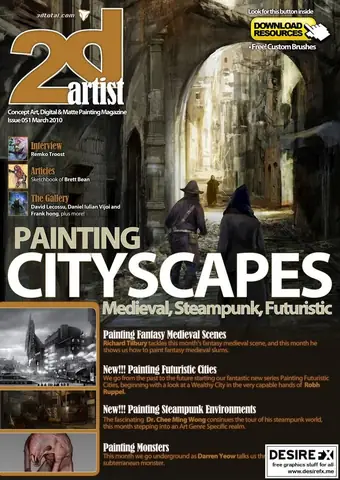 2dtotal.com
Look for this button inside
2d
artist
DOWNLOAD
RESOURCES
• Free! Custom Brushes
Concept Art, Digital & Matte Painting Magazine
Issue 051 March 2010
Interview
Remko Troost
Articles
Sketchbook of Brett Bean
The Gallery
David Lecossu, Daniel Iulian Vijoi and
Frank hong, plus more!
PAINTING
CITYSCAPES
Medieval, Steampunk, Futuristic
Painting Fantasy Medieval Scenes
Richard Tilbury tackles this month's fantasy medieval scene, and this month he
shows us how to paint fantasy medieval slums.
New!!! Painting Futuristic Cities
We go from the past to the future starting our fantastic new series Painting Futuristic
Cities, beginning with a look at a Wealthy City in the very capable hands of Robh
Ruppel.
New!!! Painting Steampunk Environments
The fascinating Dr. Chee Ming Wong continues the tour of his steampunk world,
this month stepping into an Art Genre Specific realm.
Painting Monsters
This month we go underground as Darren Yeow talks us
subterranean monster.
DESIRE FX
free graphics stuff for all
www.desirefx.me